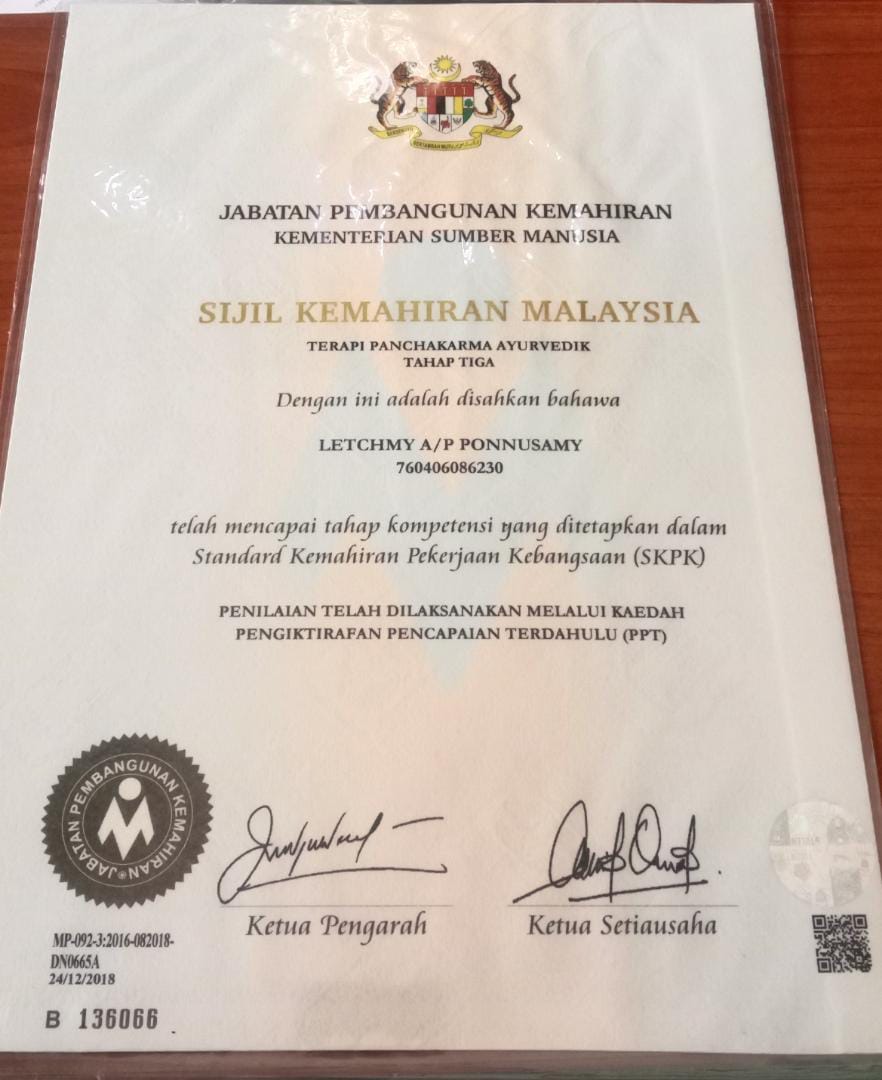 BERTAMBAH MUTU
JABATAN PEMBANGUNAN KEMAHIRAN
KEMENTERIAN SUMBER MANUSIA
SIJIL KEMAHIRAN MALAYSIA
TERAPI PANCHAKARMA AYURVEDIK
TAHAP TIGA
Dengan ini adalah disahkan bahawa
LETCHMY A/P PONNUSAMY
760406086230
telah mencapai tahap kompetensi yang ditetapkan dalam
Standard Kemahiran Pekerjaan Kebangsaan (SKPK)
PENILAIAN TELAH DILAKSANAKAN MELALUI KAEDAH
PENGIKTIRAFAN PENCAPAIAN TERDAHULU (PPT)
JABATAN PEMBANGUNAN KEMAHIRAN
Ketua Pengarah
Ketua Setiausaha
MP-092-3:2016-082018-
DN0665A
24/12/2018
B 136066